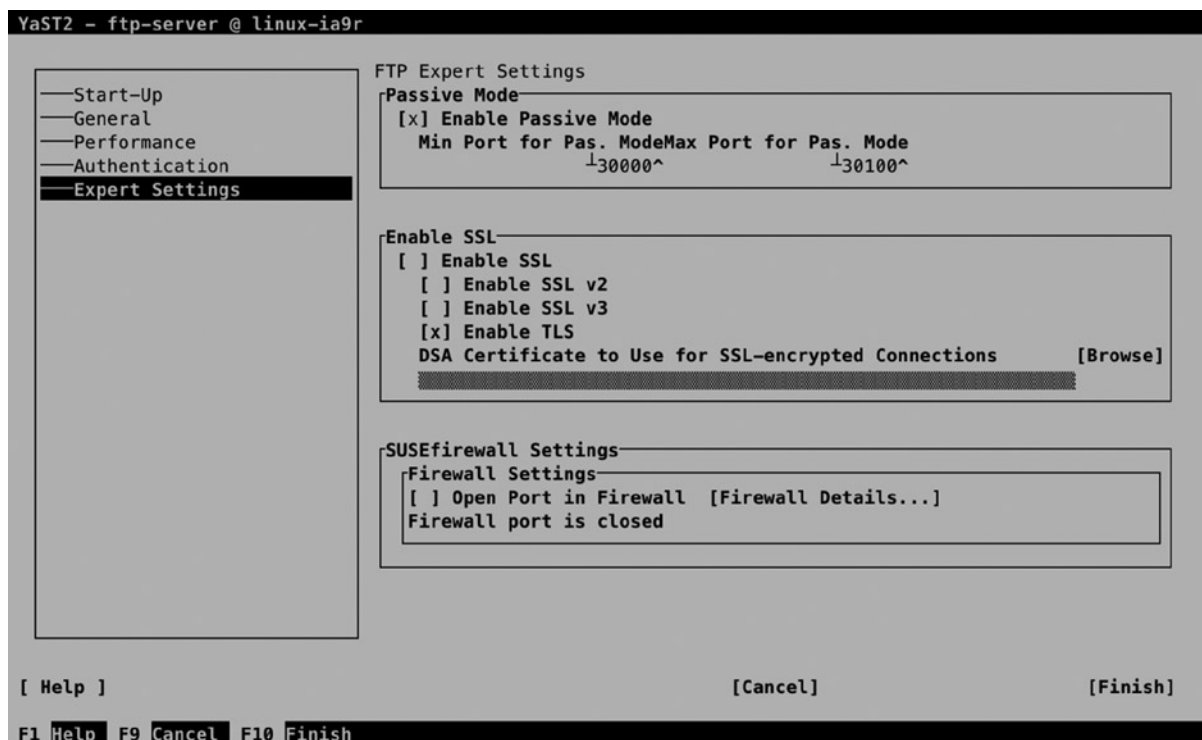 YaST2 - ftp-server @ linux-ia9r
Start-Up
General
Performance
Authentication
Expert Settings
FTP Expert Settings
Passive Mode
[x] Enable Passive Mode
Min Port for Pas. ModeMax Port for Pas. Mode
30000^ 30100^
Enable SSL
[ ] Enable SSL
[ ] Enable SSL v2
[ ] Enable SSL v3
[x] Enable TLS
DSA Certificate to Use for SSL-encrypted Connections [Browse]
SUSEfirewall Settings
Firewall Settings
[ ] Open Port in Firewall [Firewall Details...]
Firewall port is closed
[ Help ] [Cancel] [Finish]
F1 Help F9 Cancel F10 Finish